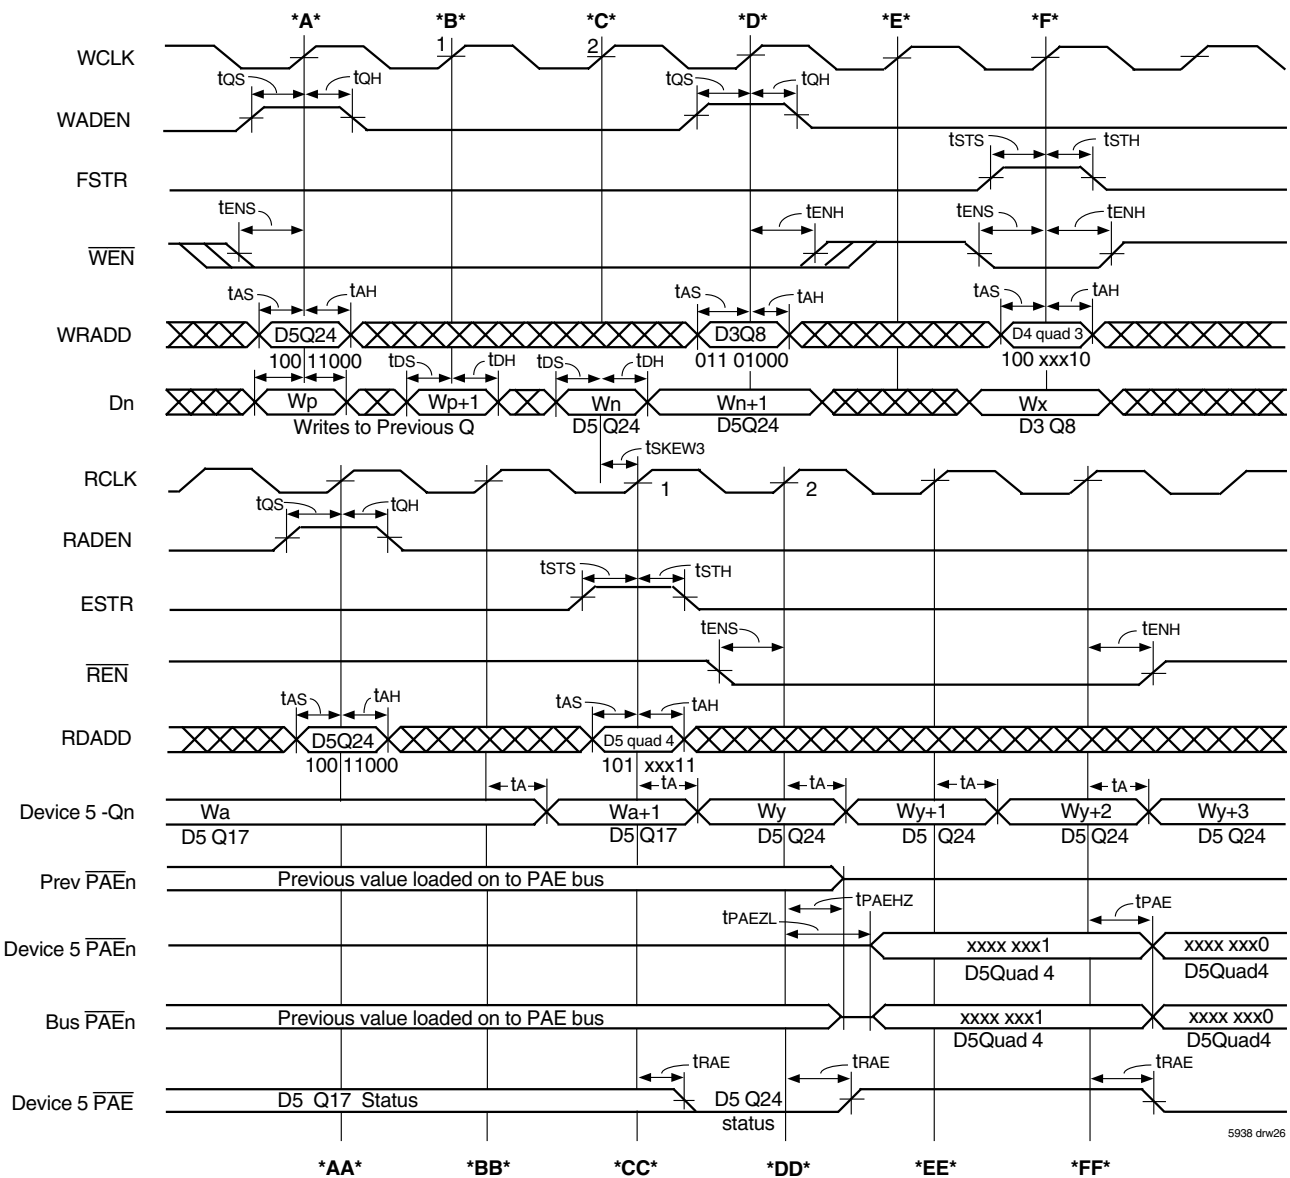 *A* *B* *C* *D* *E* *F*
WCLK 1 2
tQS tQH tQS tQH
WADEN
tSTS tSTH
FSTR
tENS tENH tENS tENH
WEN
tAS tAH tAS tAH tAS tAH
WRADD D5Q24 D3Q8 D4 quad 3
100 11000 011 01000 100 xxx10
tDS tDH tDS tDH
Dn Wp Wp+1 Wn Wn+1 Wx
Writes to Previous Q D5 Q24 D5Q24 D3 Q8
tSKEW3
RCLK 1 2
tQS tQH
RADEN
tSTS tSTH
ESTR
tENS tENH
REN
tAS tAH tAS tAH
RDADD D5Q24 D5 quad 4
100 11000 101 xxx11
tA tA tA tA tA
Device 5 -Qn Wa Wa+1 Wy Wy+1 Wy+2 Wy+3
D5 Q17 D5 Q17 D5 Q24 D5 Q24 D5 Q24 D5 Q24
Prev PAEn Previous value loaded on to PAE bus
tPAEHZ tPAE
tPAEZL
Device 5 PAEn xxxx xxx1 xxxx xxx0
D5Quad 4 D5Quad4
Bus PAEn Previous value loaded on to PAE bus xxxx xxx1 xxxx xxx0
D5Quad 4 D5Quad4
tRAE tRAE tRAE
Device 5 PAE D5 Q17 Status D5 Q24
status
5938 drw26
*AA* *BB* *CC* *DD* *EE* *FF*